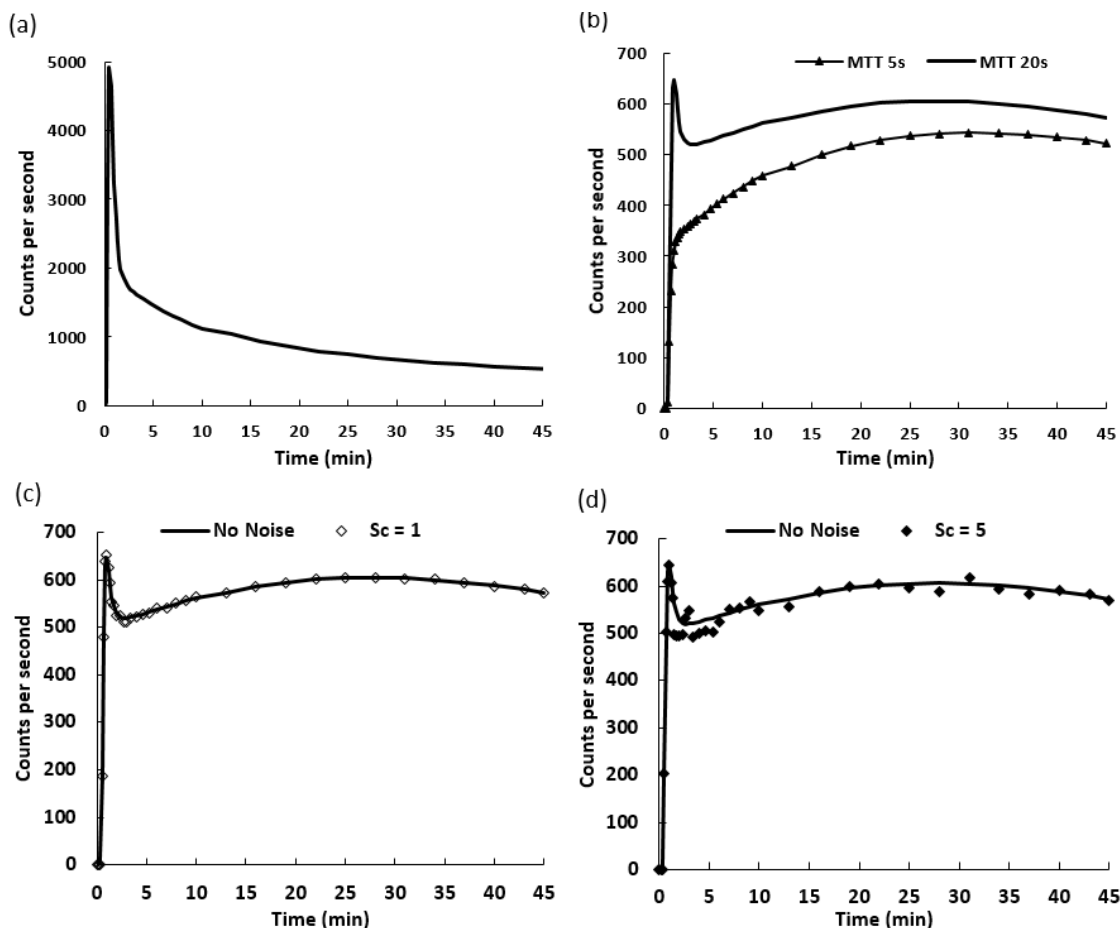 (a)
5000
4000
3000
2000
1000
0
Counts per second
0 5 10 15 20 25 30 35 40 45
Time (min)
(b)
MTT 5s MTT 20s
700
600
500
400
300
200
100
0
Counts per second
0 5 10 15 20 25 30 35 40 45
Time (min)
(c)
No Noise Sc = 1
700
600
500
400
300
200
100
0
Counts per second
0 5 10 15 20 25 30 35 40 45
Time (min)
(d)
No Noise Sc = 5
700
600
500
400
300
200
100
0
Counts per second
0 5 10 15 20 25 30 35 40 45
Time (min)